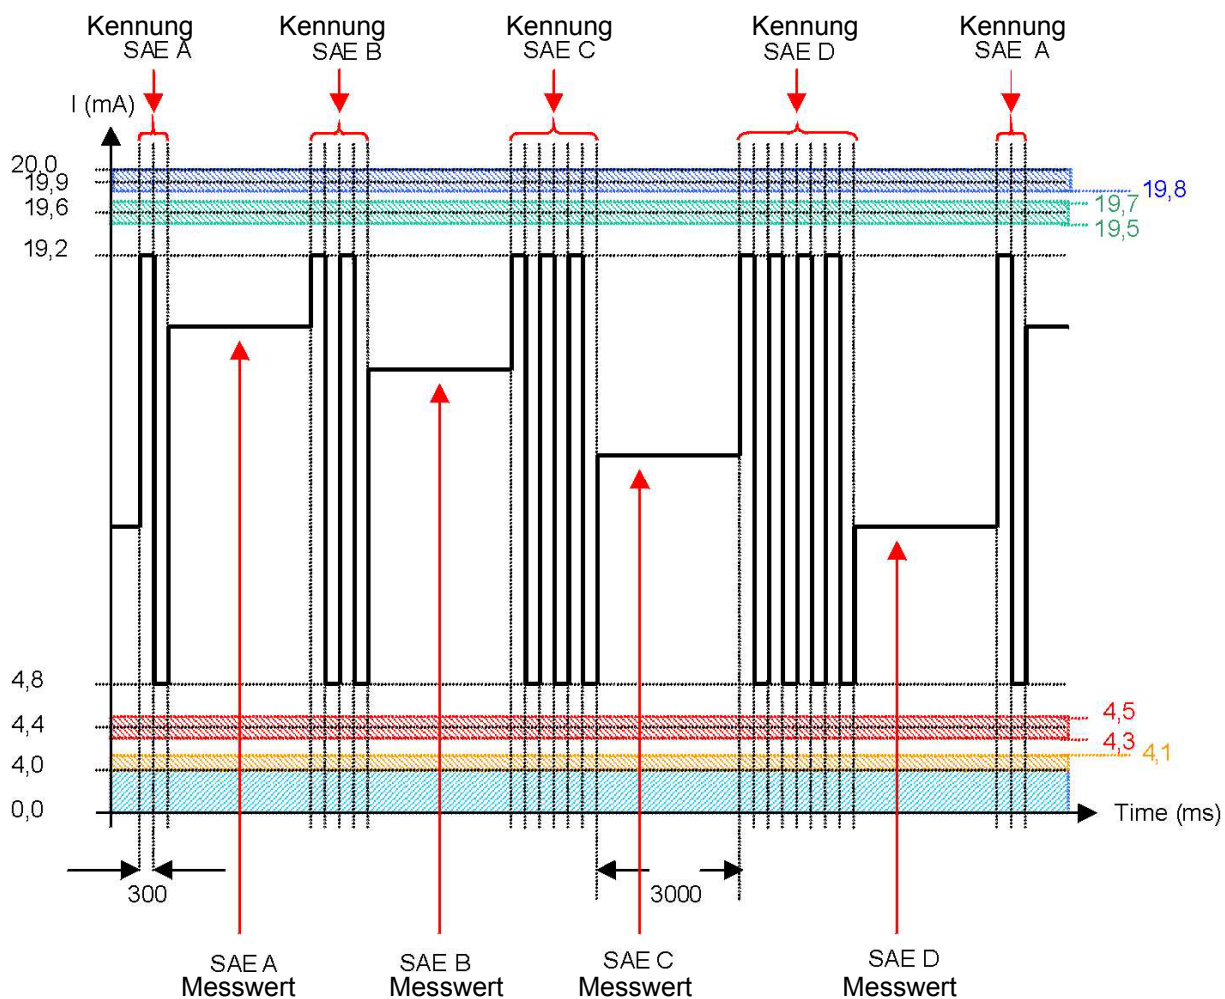 Kennung
SAE A
Kennung
SAE B
Kennung
SAE C
Kennung
SAE D
Kennung
SAE A
I (mA)
20,0
19,9
19,8
19,7
19,6
19,5
19,2
4,8
4,5
4,4
4,3
4,1
4,0
0,0
Time (ms)
300
3000
SAE A
Messwert
SAE B
Messwert
SAE C
Messwert
SAE D
Messwert